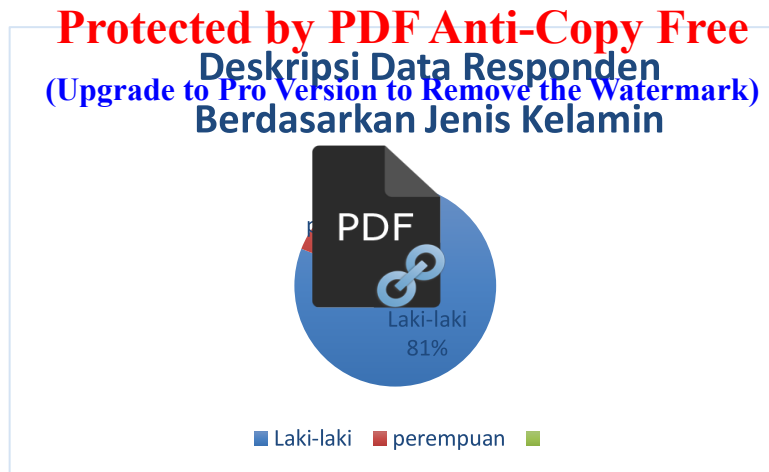 Protected by PDF Anti-Copy Free
Deskripsi Data Responden
(Upgrade to Pro Version to Remove the Watermark)
Berdasarkan Jenis Kelamin
PDF
Laki-laki
81%
Laki-laki perempuan